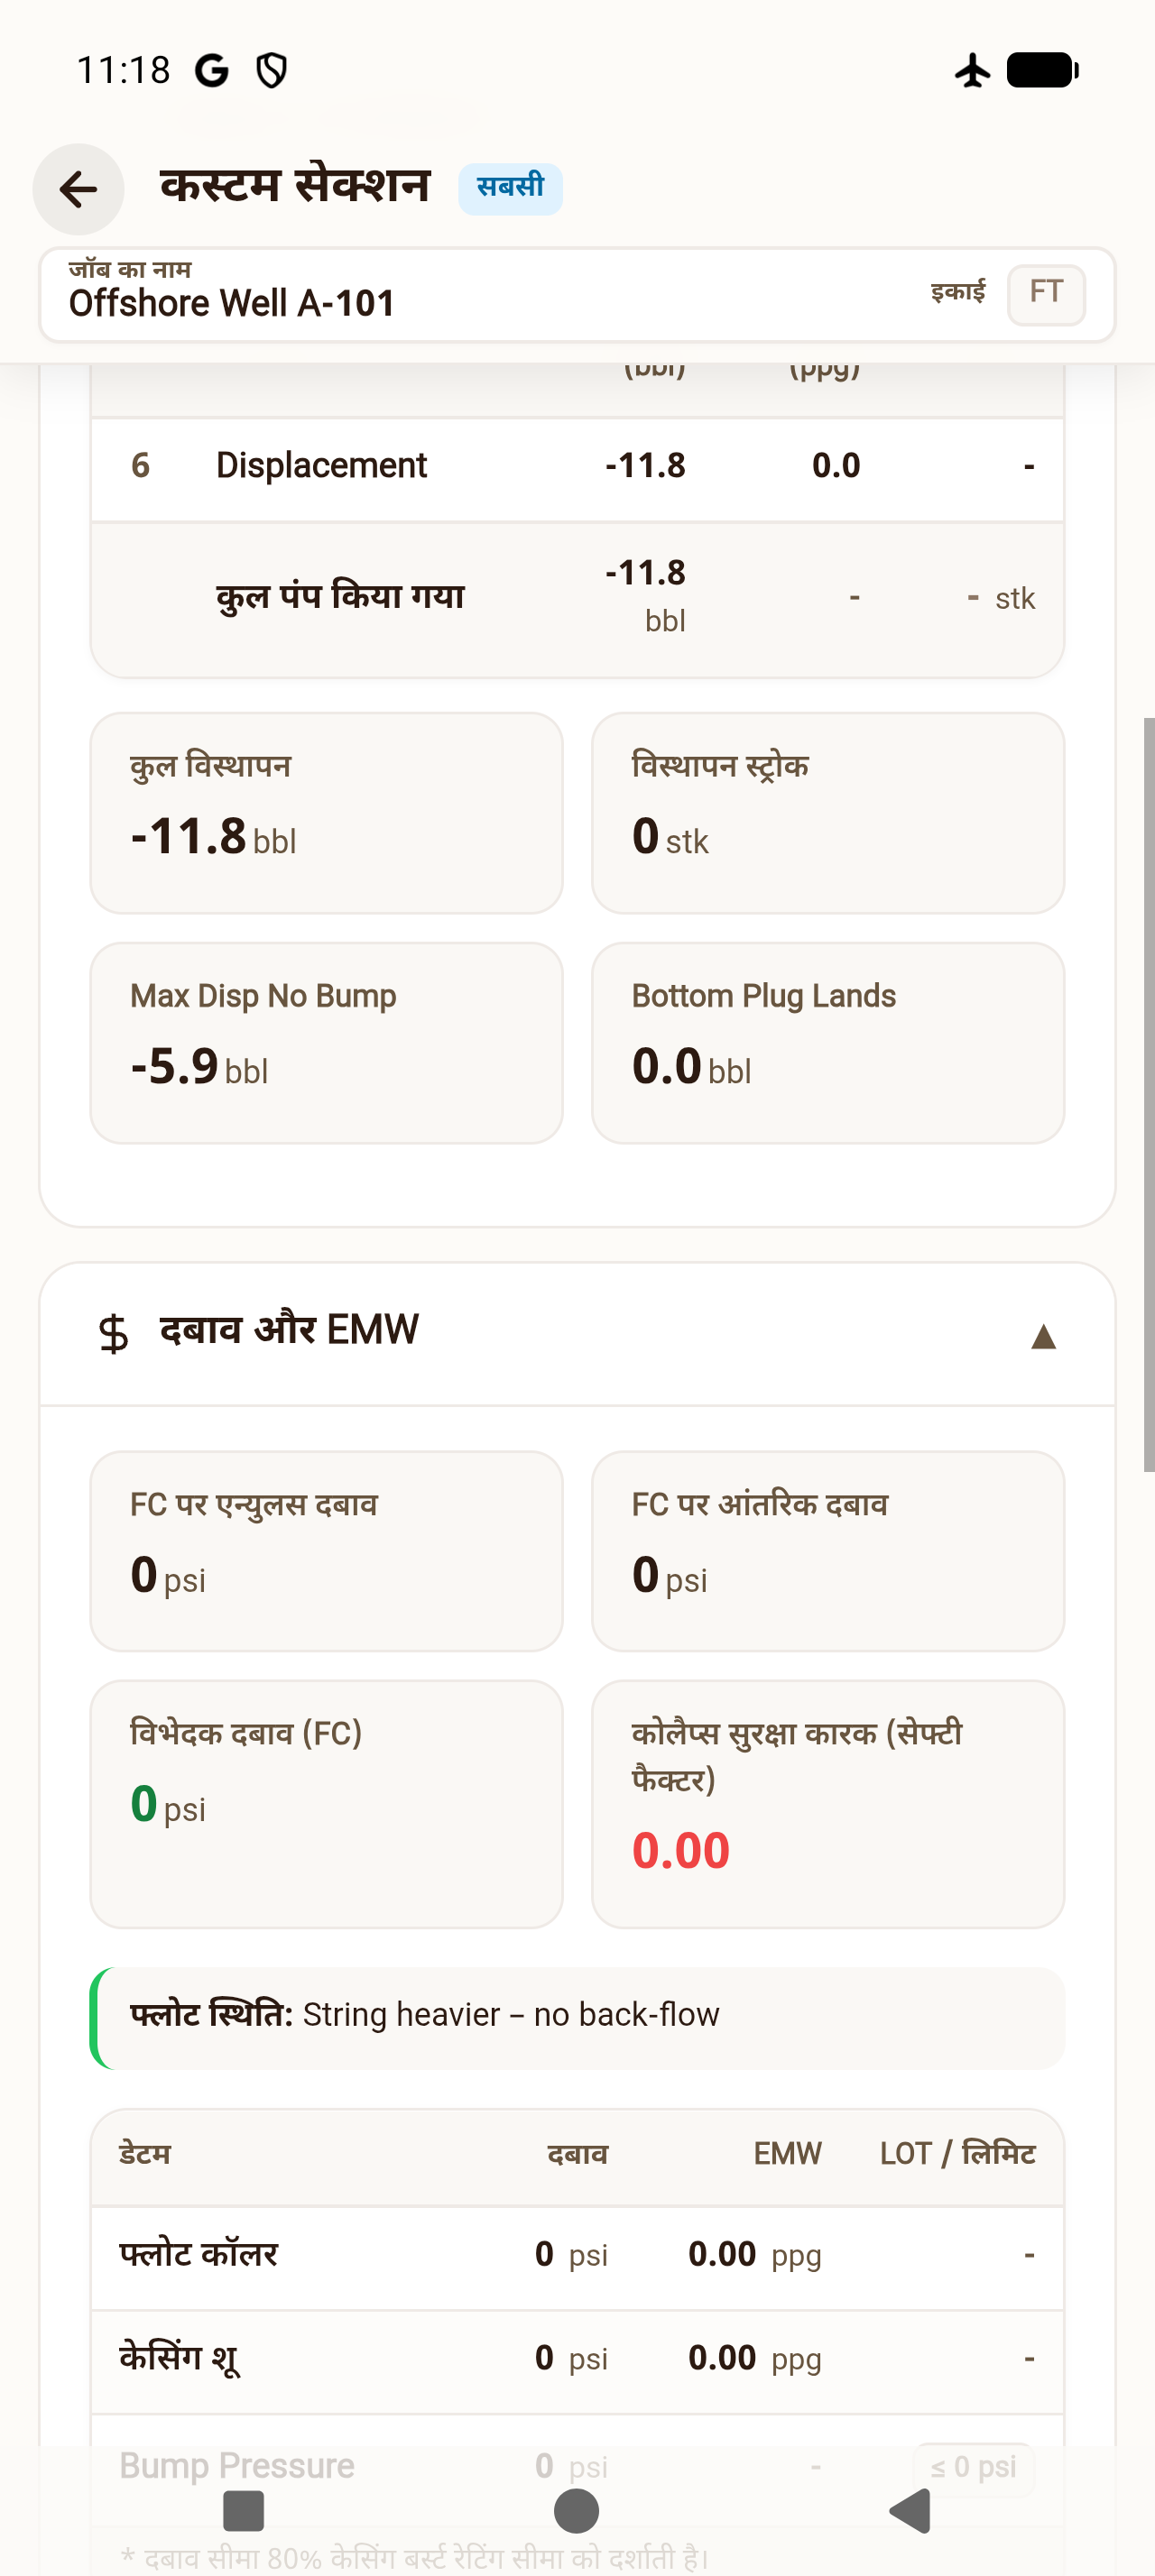 11:18
कस्टम सेक्शन
सबसी
जॉब का नाम
Offshore Well A-101
इकाई
FT
(bbl) (ppg)
6 Displacement -11.8 0.0 -
कुल पंप किया गया -11.8 bbl - - stk
कुल विस्थापन
-11.8 bbl
विस्थापन स्ट्रोक
0 stk
Max Disp No Bump
-5.9 bbl
Bottom Plug Lands
0.0 bbl
दबाव और EMW
▲
FC पर एन्युलस दबाव
0 psi
FC पर आंतरिक दबाव
0 psi
विभेदक दबाव (FC)
0 psi
कोलैप्स सुरक्षा कारक (सेफ्टी
फैक्टर)
0.00
फ्लोट स्थिति: String heavier – no back-flow
डेटम दबाव EMW LOT / लिमिट
फ्लोट कॉलर 0 psi 0.00 ppg -
केसिंग शू 0 psi 0.00 ppg -
Bump Pressure 0 psi - ≤ 0 psi
* दबाव सीमा 80% केसिंग बर्स्ट रेटिंग सीमा को दर्शाती है।